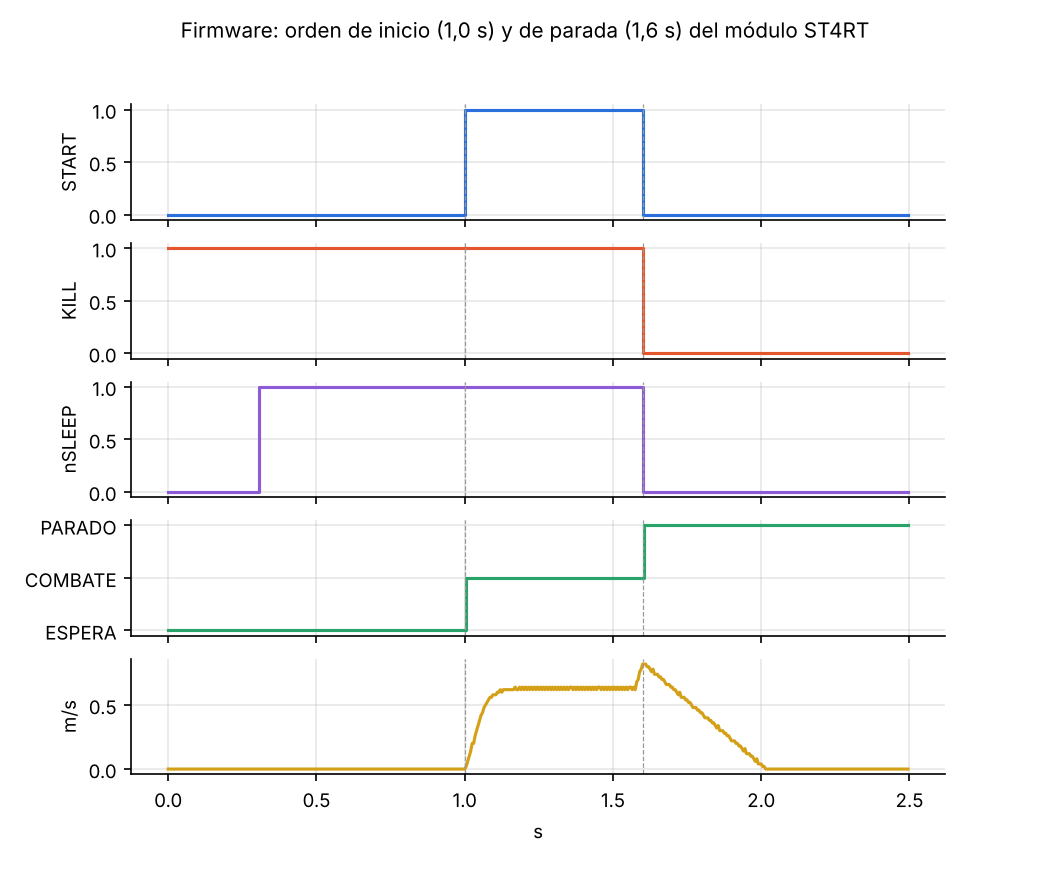 Firmware: orden de inicio (1,0 s) y de parada (1,6 s) del módulo ST4RT
START
1.0
0.5
0.0
KILL
1.0
0.5
0.0
nSLEEP
1.0
0.5
0.0
PARADO
COMBATE
ESPERA
m/s
0.5
0.0
0.0 0.5 1.0 1.5 2.0 2.5
s